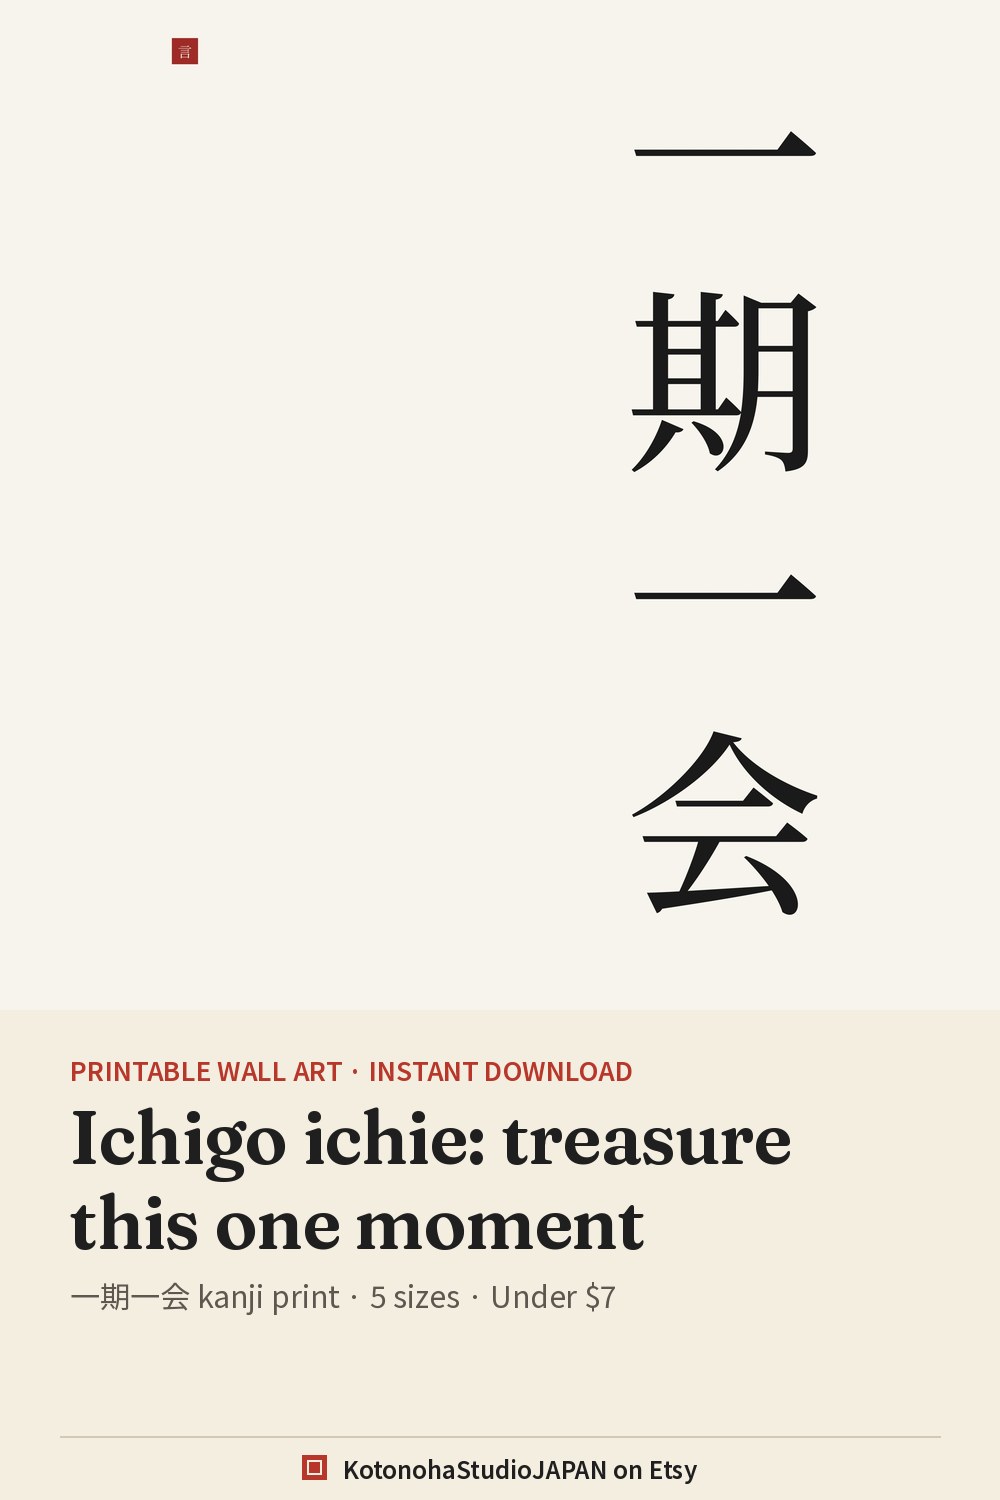 言
一期一会
PRINTABLE WALL ART · INSTANT DOWNLOAD
Ichigo ichie: treasure
this one moment
一期一会 kanji print · 5 sizes · Under $7
KotonohaStudioJAPAN on Etsy